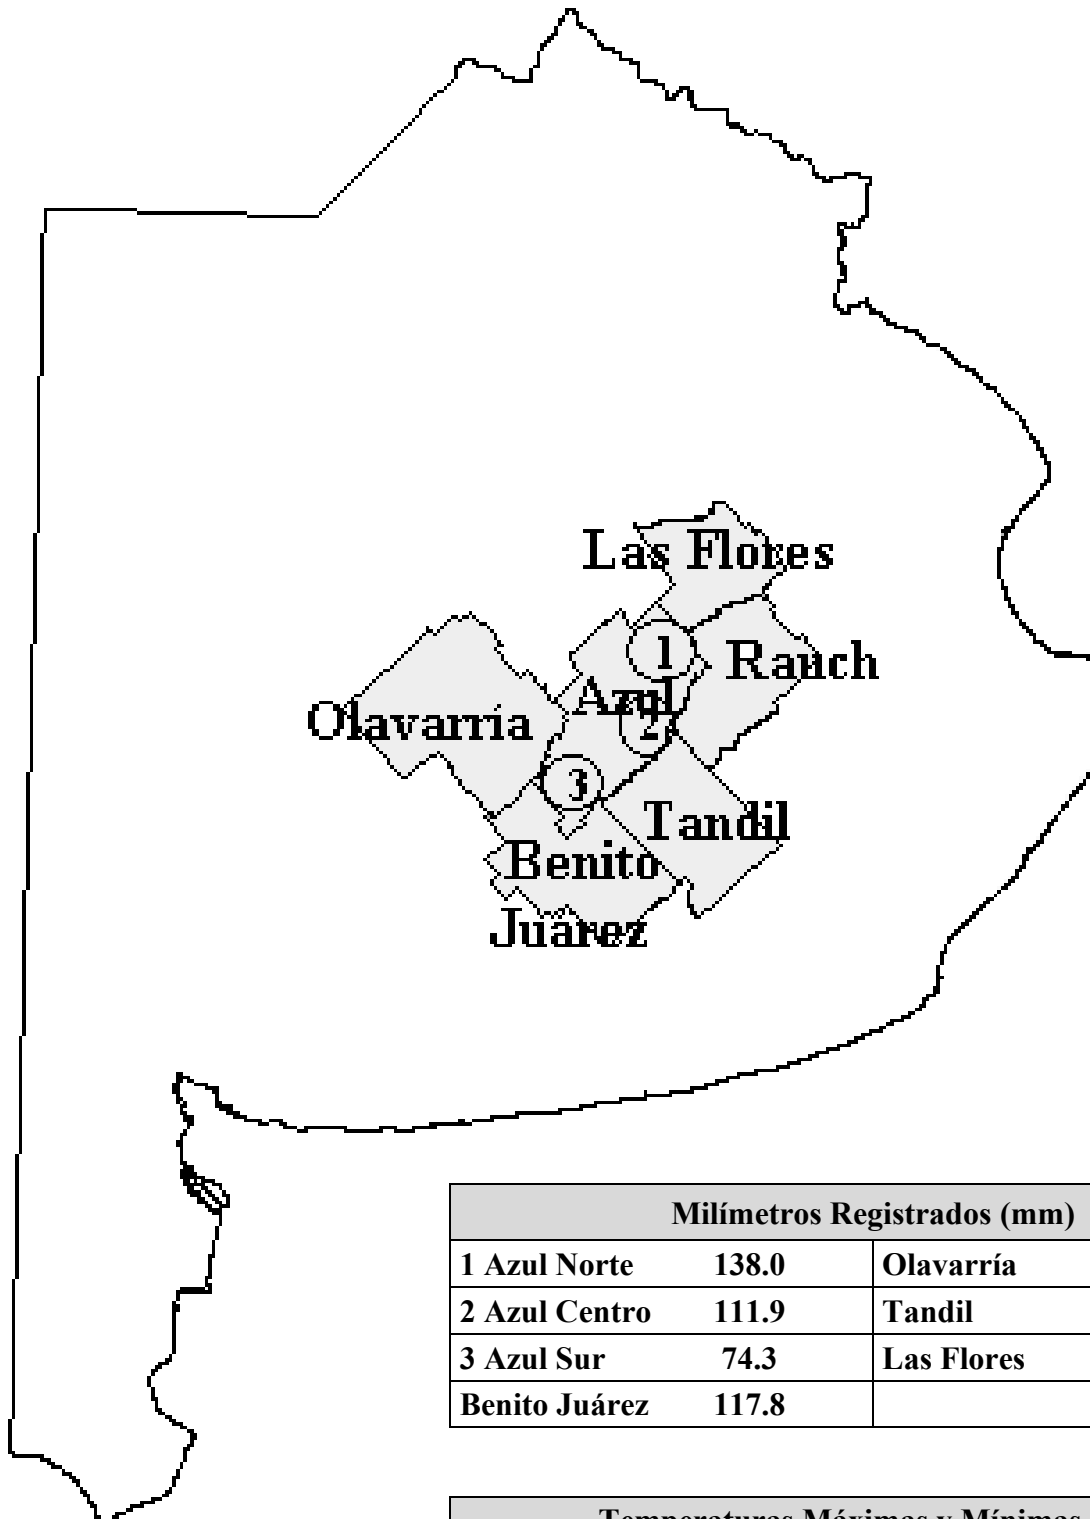 Las Flores
1
Rauch
Azul
Olavarría
2
3
Tandil
Benito
Juárez
Milímetros Registrados (mm)
1 Azul Norte 138.0 Olavarría
2 Azul Centro 111.9 Tandil
3 Azul Sur 74.3 Las Flores
Benito Juárez 117.8
Temperaturas Máximas y Mínimas